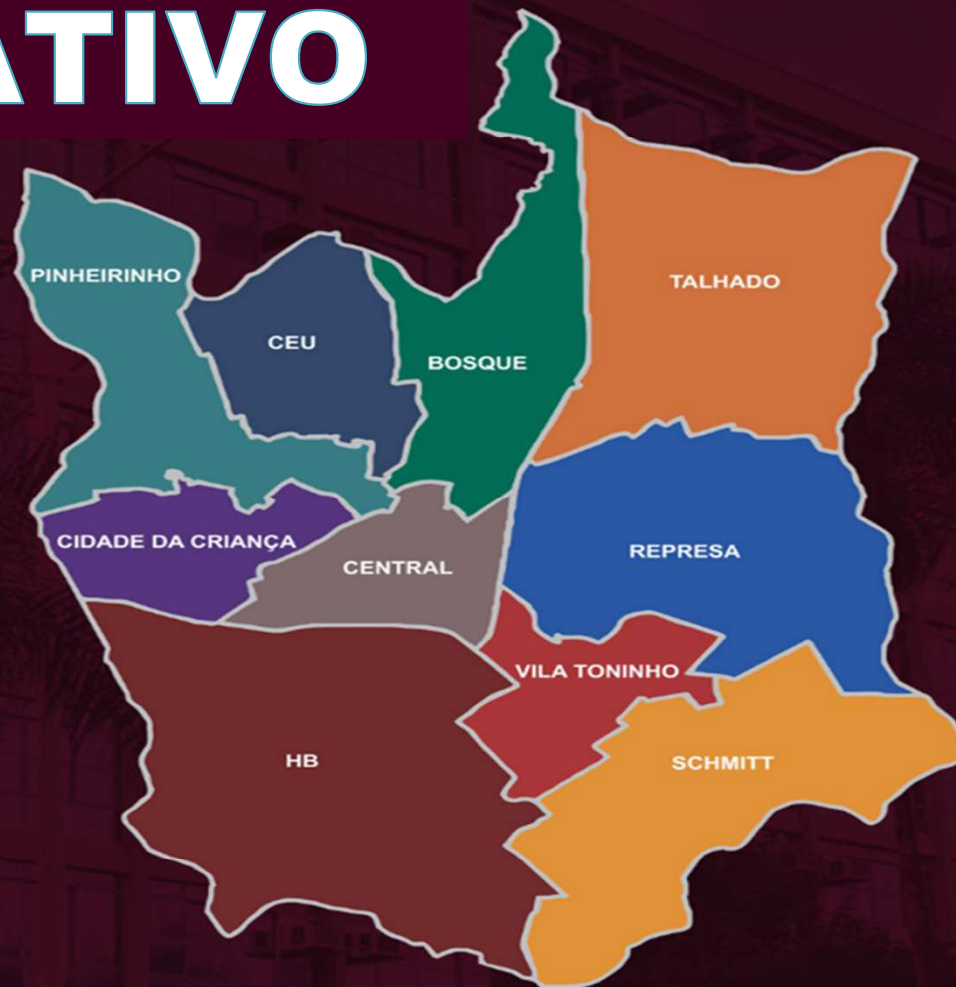 ATIVO
PINHEIRINHO
TALHADO
CEU
BOSQUE
CIDADE DA CRIANÇA
CENTRAL
REPRESA
VILA TONINHO
HB
SCHMITT